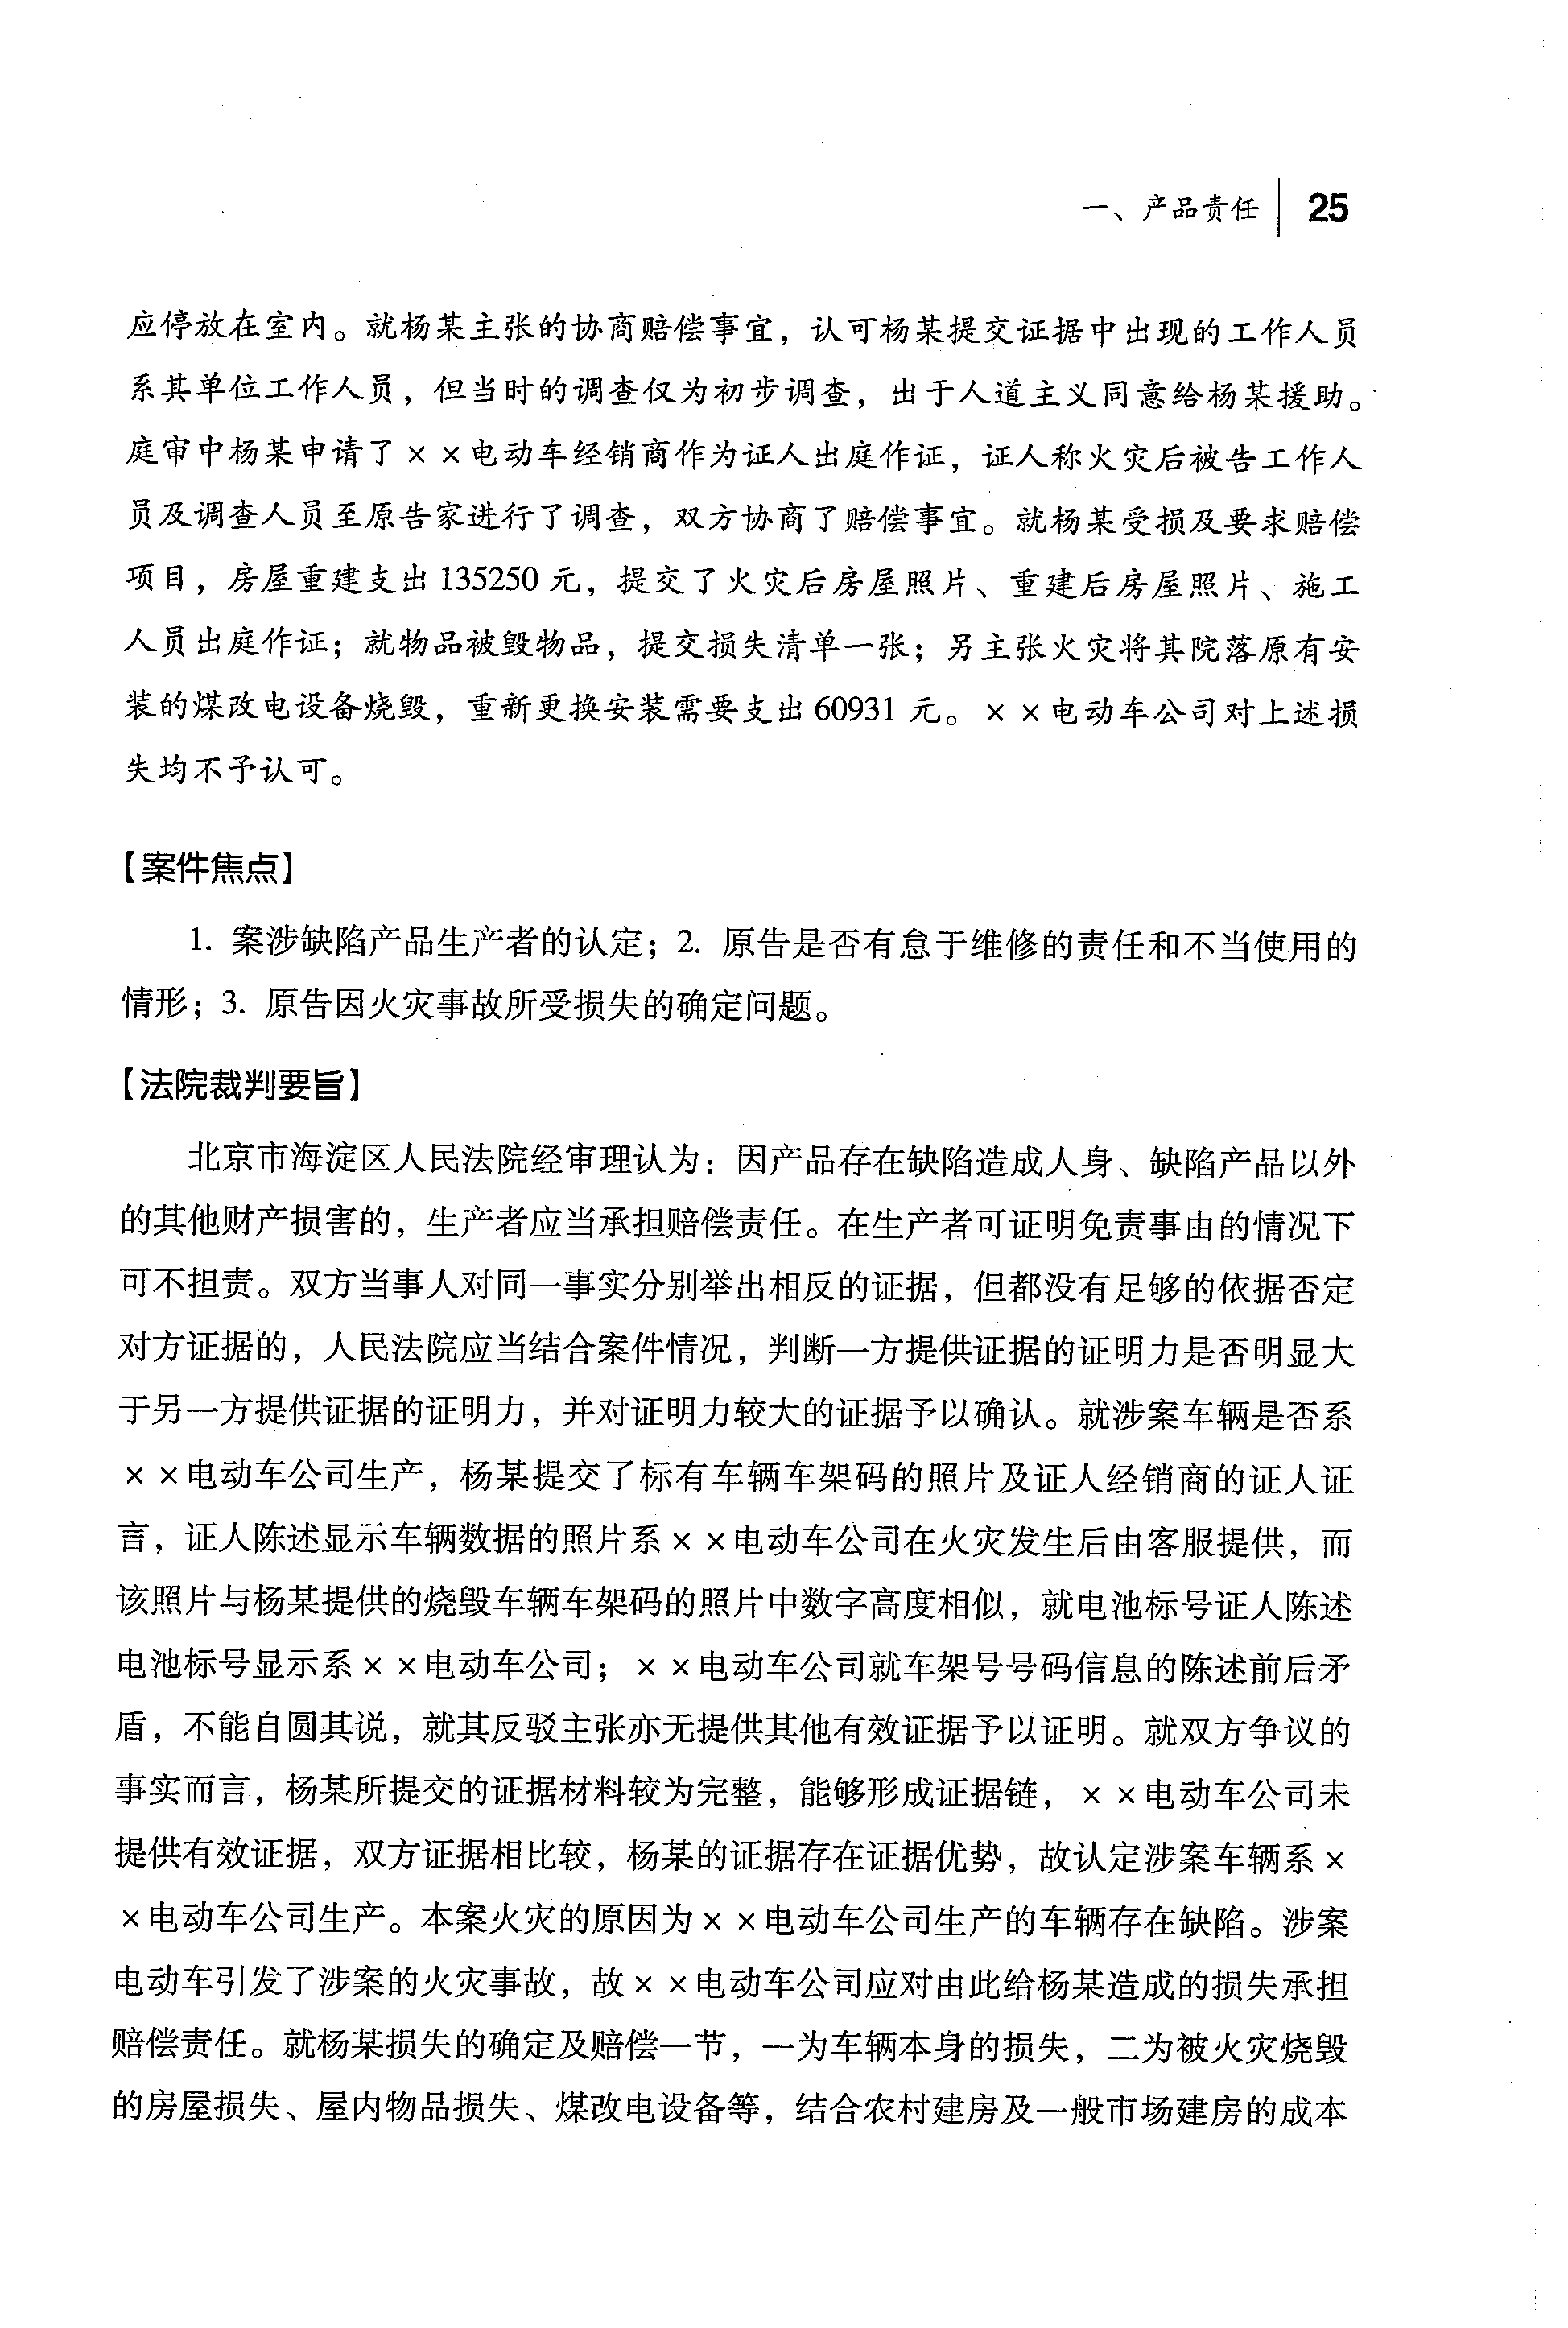 一、产品责任 25
应停放在室内。就杨某主张的协商赔偿事宜，认可杨某提交证据中出现的工作人员
系其单位工作人员，但当时的调查仅为初步调查，出于人道主义同意给杨某援助。
庭审中杨某申请了××电动车经销商作为证人出庭作证，证人称火灾后被告工作人
员及调查人员至原告家进行了调查，双方协商了赔偿事宜。就杨某受损及要求赔偿
项目，房屋重建支出 135250 元，提交了火灾后房屋照片、重建后房屋照片、施工
人员出庭作证；就物品被毁物品，提交损失清单一张；另主张火灾将其院落原有安
装的煤改电设备烧毁，重新更换安装需要支出 60931 元。××电动车公司对上述损
失均不予认可。
【案件焦点】
1. 案涉缺陷产品生产者的认定；2. 原告是否有怠于维修的责任和不当使用的
情形；3. 原告因火灾事故所受损失的确定问题。
【法院裁判要旨】
北京市海淀区人民法院经审理认为：因产品存在缺陷造成人身、缺陷产品以外
的其他财产损害的，生产者应当承担赔偿责任。在生产者可证明免责事由的情况下
可不担责。双方当事人对同一事实分别举出相反的证据，但都没有足够的依据否定
对方证据的，人民法院应当结合案件情况，判断一方提供证据的证明力是否明显大
于另一方提供证据的证明力，并对证明力较大的证据予以确认。就涉案车辆是否系
××电动车公司生产，杨某提交了标有车辆车架码的照片及证人经销商的证人证
言，证人陈述显示车辆数据的照片系××电动车公司在火灾发生后由客服提供，而
该照片与杨某提供的烧毁车辆车架码的照片中数字高度相似，就电池标号证人陈述
电池标号显示系××电动车公司；××电动车公司就车架号号码信息的陈述前后矛
盾，不能自圆其说，就其反驳主张亦无提供其他有效证据予以证明。就双方争议的
事实而言，杨某所提交的证据材料较为完整，能够形成证据链，××电动车公司未
提供有效证据，双方证据相比较，杨某的证据存在证据优势，故认定涉案车辆系×
×电动车公司生产。本案火灾的原因为××电动车公司生产的车辆存在缺陷。涉案
电动车引发了涉案的火灾事故，故××电动车公司应对由此给杨某造成的损失承担
赔偿责任。就杨某损失的确定及赔偿一节，一为车辆本身的损失，二为被火灾烧毁
的房屋损失、屋内物品损失、煤改电设备等，结合农村建房及一般市场建房的成本